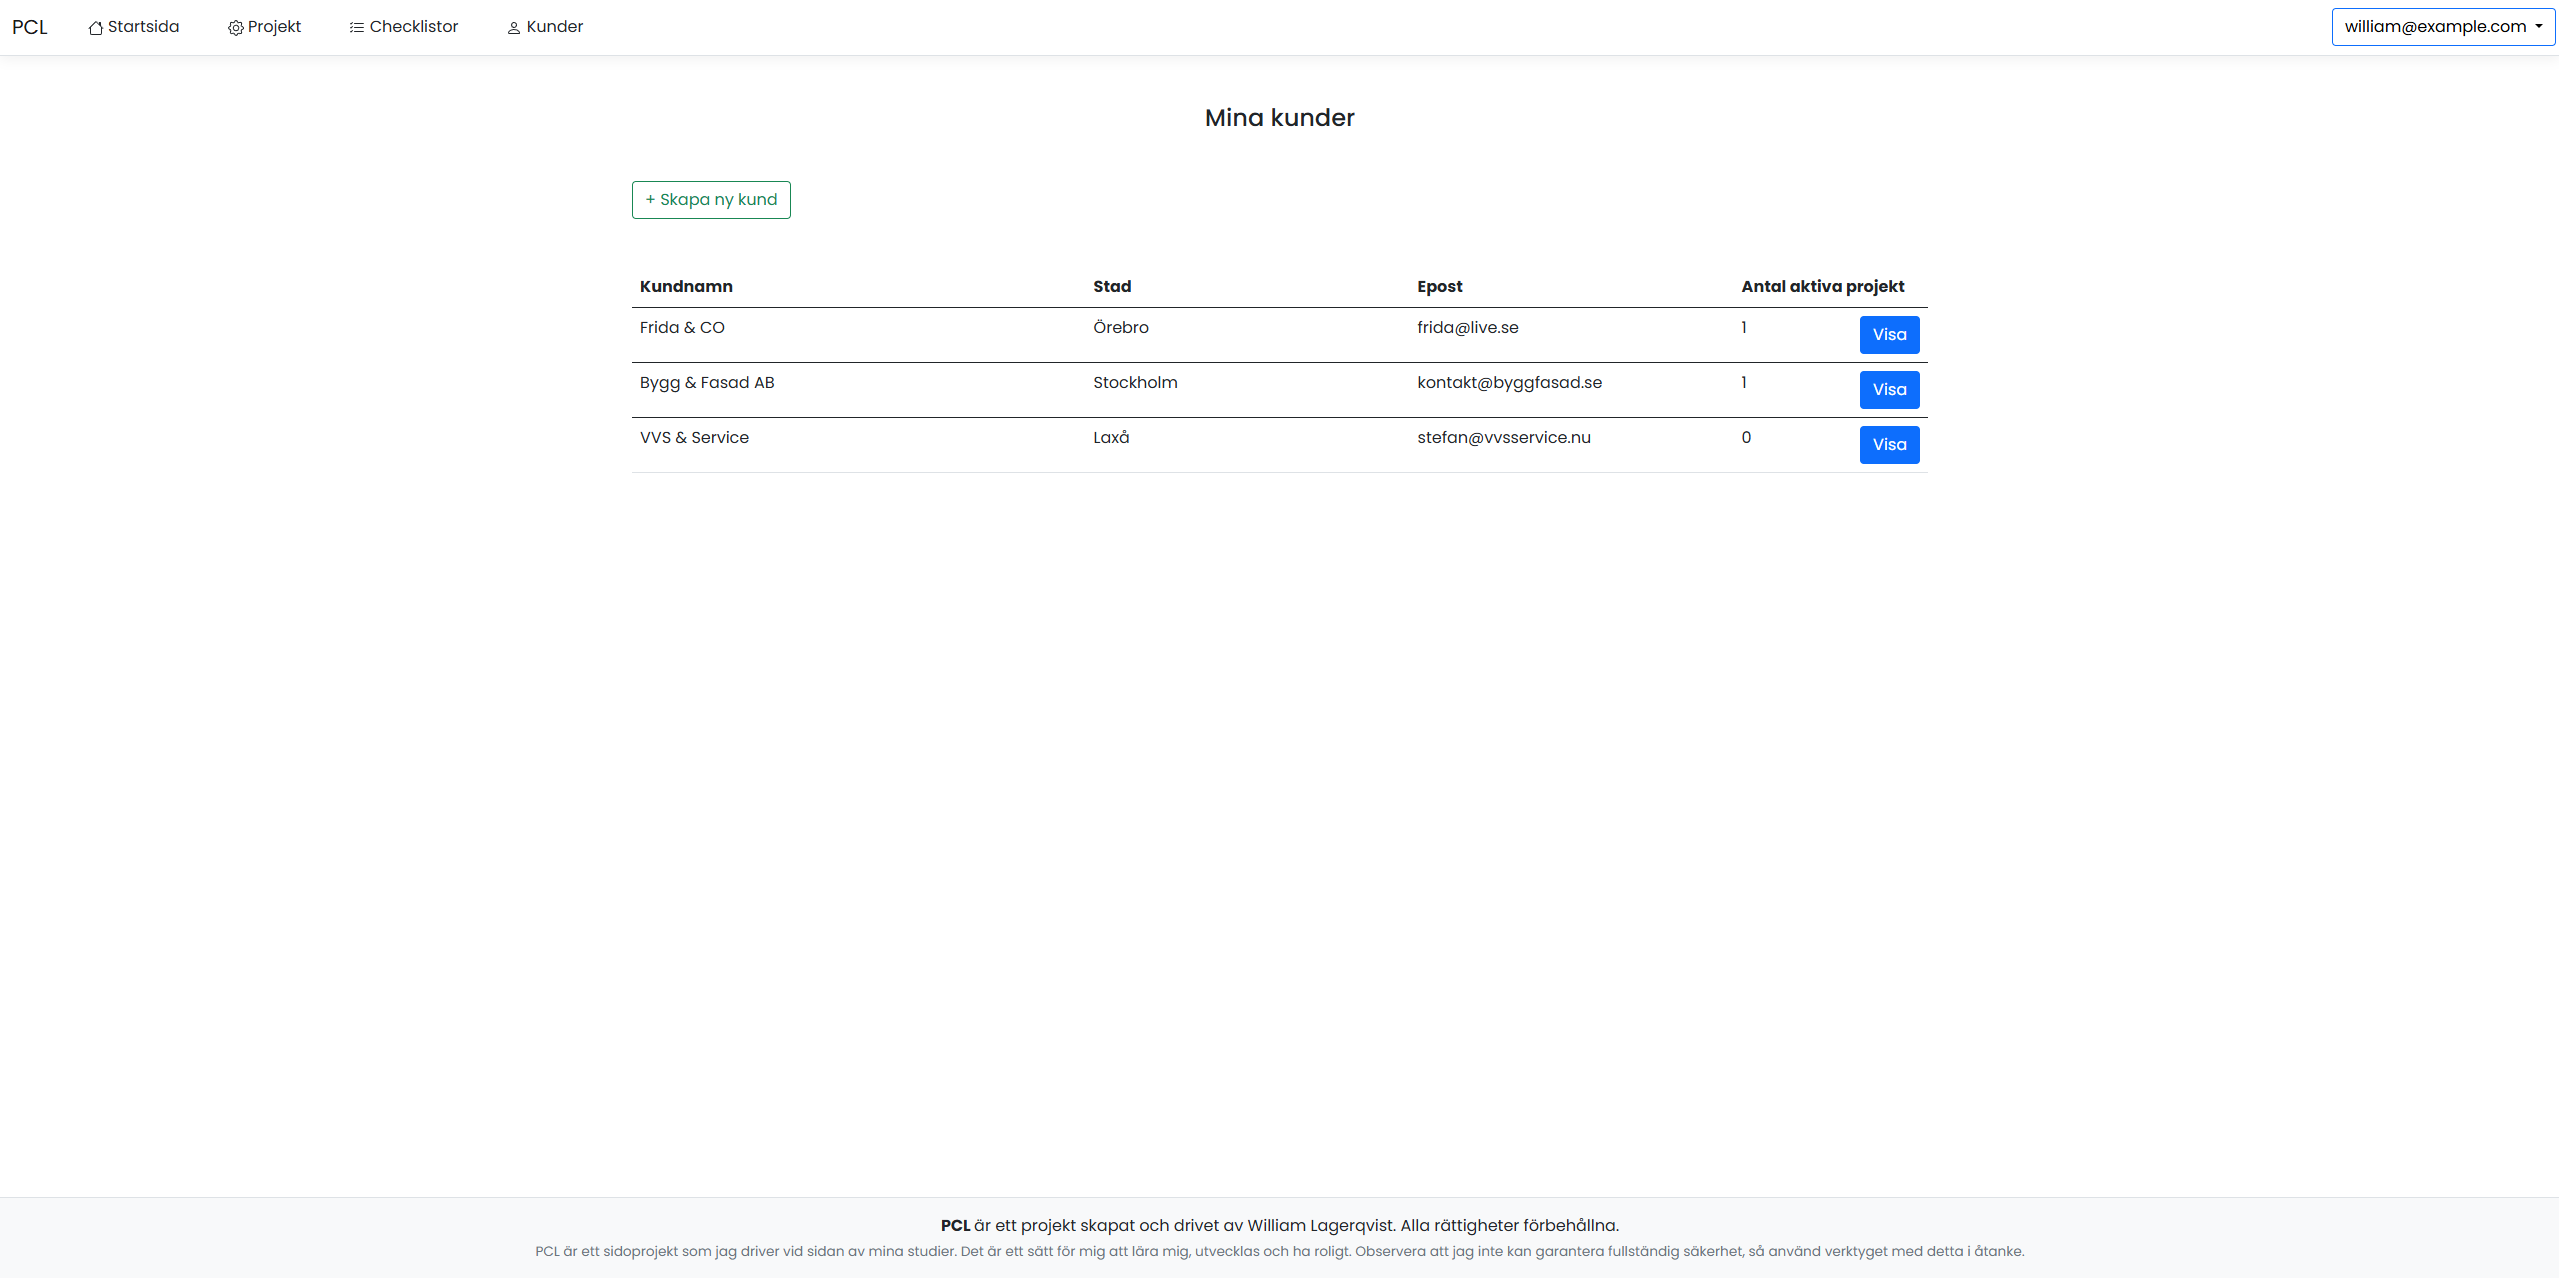 PCL Startsida Projekt Checklistor Kunder william@example.com
Mina kunder
+ Skapa ny kund
Kundnamn Stad Epost Antal aktiva projekt
Frida & CO Örebro frida@live.se 1 Visa
Bygg & Fasad AB Stockholm kontakt@byggfasad.se 1 Visa
VVS & Service Laxå stefan@vvsservice.nu 0 Visa
PCL är ett projekt skapat och drivet av William Lagerqvist. Alla rättigheter förbehållna.
PCL är ett sidoprojekt som jag driver vid sidan av mina studier. Det är ett sätt för mig att lära mig, utvecklas och ha roligt. Observera att jag inte kan garantera fullständig säkerhet, så använd verktyget med detta i åtanke.